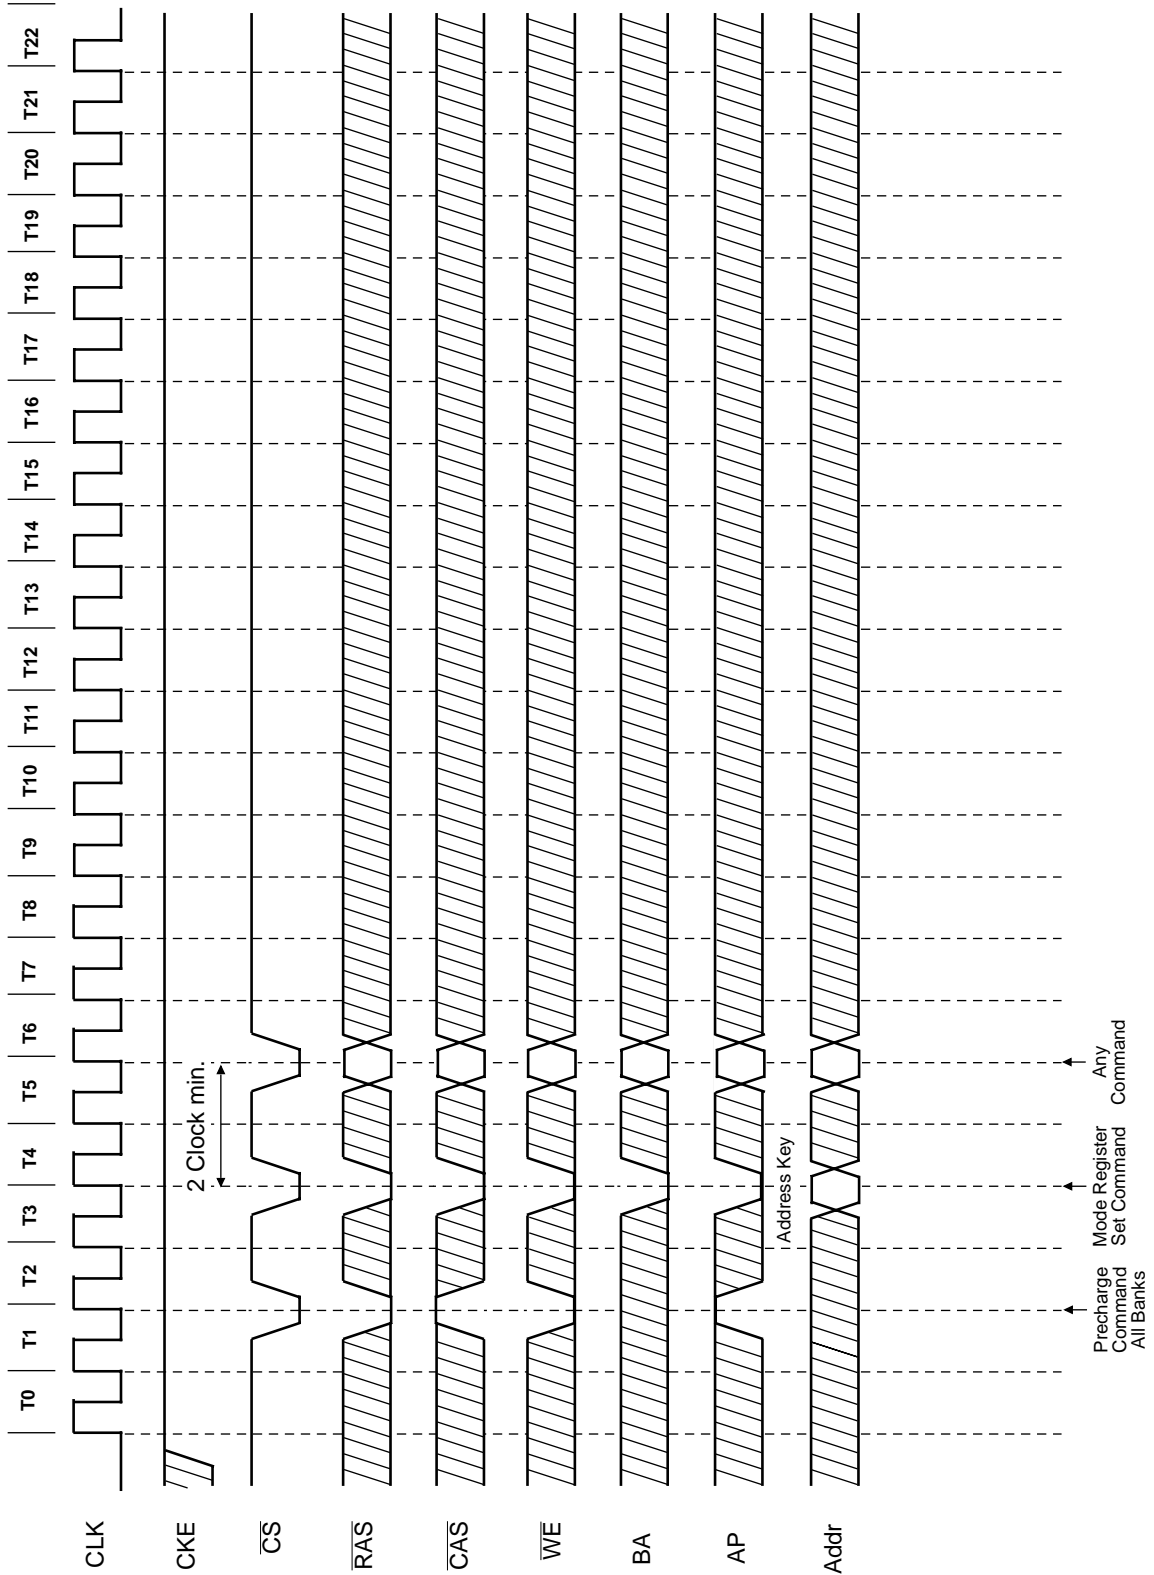 T0 T1 T2 T3 T4 T5 T6 T7 T8 T9 T10 T11 T12 T13 T14 T15 T16 T17 T18 T19 T20 T21 T22
CLK
CKE
2 Clock min.
CS
RAS
CAS
WE
BA
AP
Address Key
Addr
Precharge
Command
All Banks
Mode Register
Set Command
Any
Command